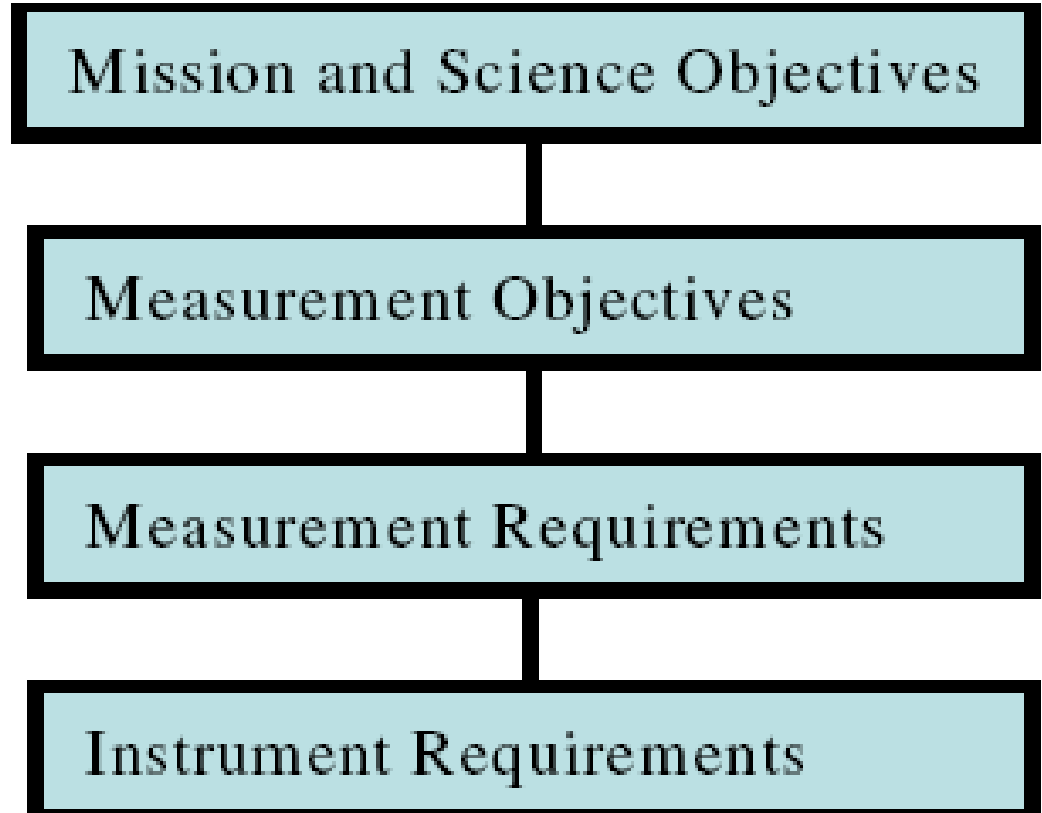 Mission and Science Objectives
Measurement Objectives
Measurement Requirements
Instrument Requirements